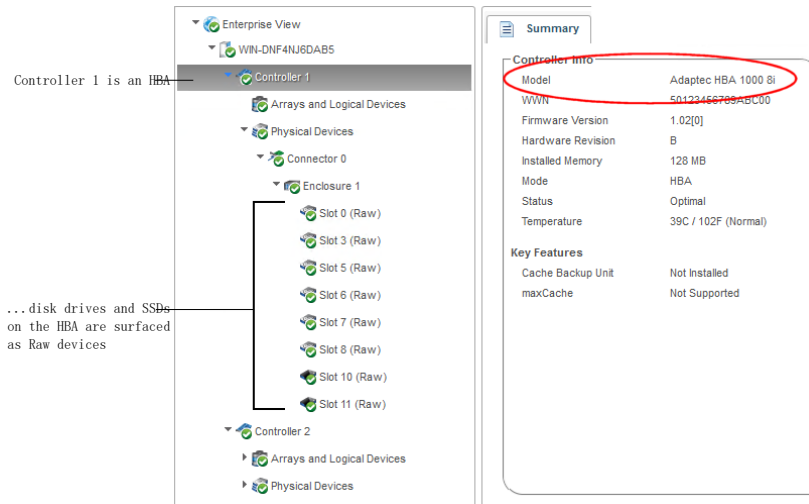 Enterprise View
WIN-DNF4NJ6DAB5
Controller 1 is an HBA
Controller 1
Arrays and Logical Devices
Physical Devices
Connector 0
Enclosure 1
Slot 0 (Raw)
Slot 3 (Raw)
Slot 5 (Raw)
Slot 6 (Raw)
Slot 7 (Raw)
Slot 8 (Raw)
Slot 10 (Raw)
Slot 11 (Raw)
...disk drives and SSDs
on the HBA are surfaced
as Raw devices
Controller 2
Arrays and Logical Devices
Physical Devices
Summary
Controller Info
Model Adaptec HBA 1000 8i
WWN 50123456789ABC00
Firmware Version 1.02[0]
Hardware Revision B
Installed Memory 128 MB
Mode HBA
Status Optimal
Temperature 39C / 102F (Normal)
Key Features
Cache Backup Unit Not Installed
maxCache Not Supported